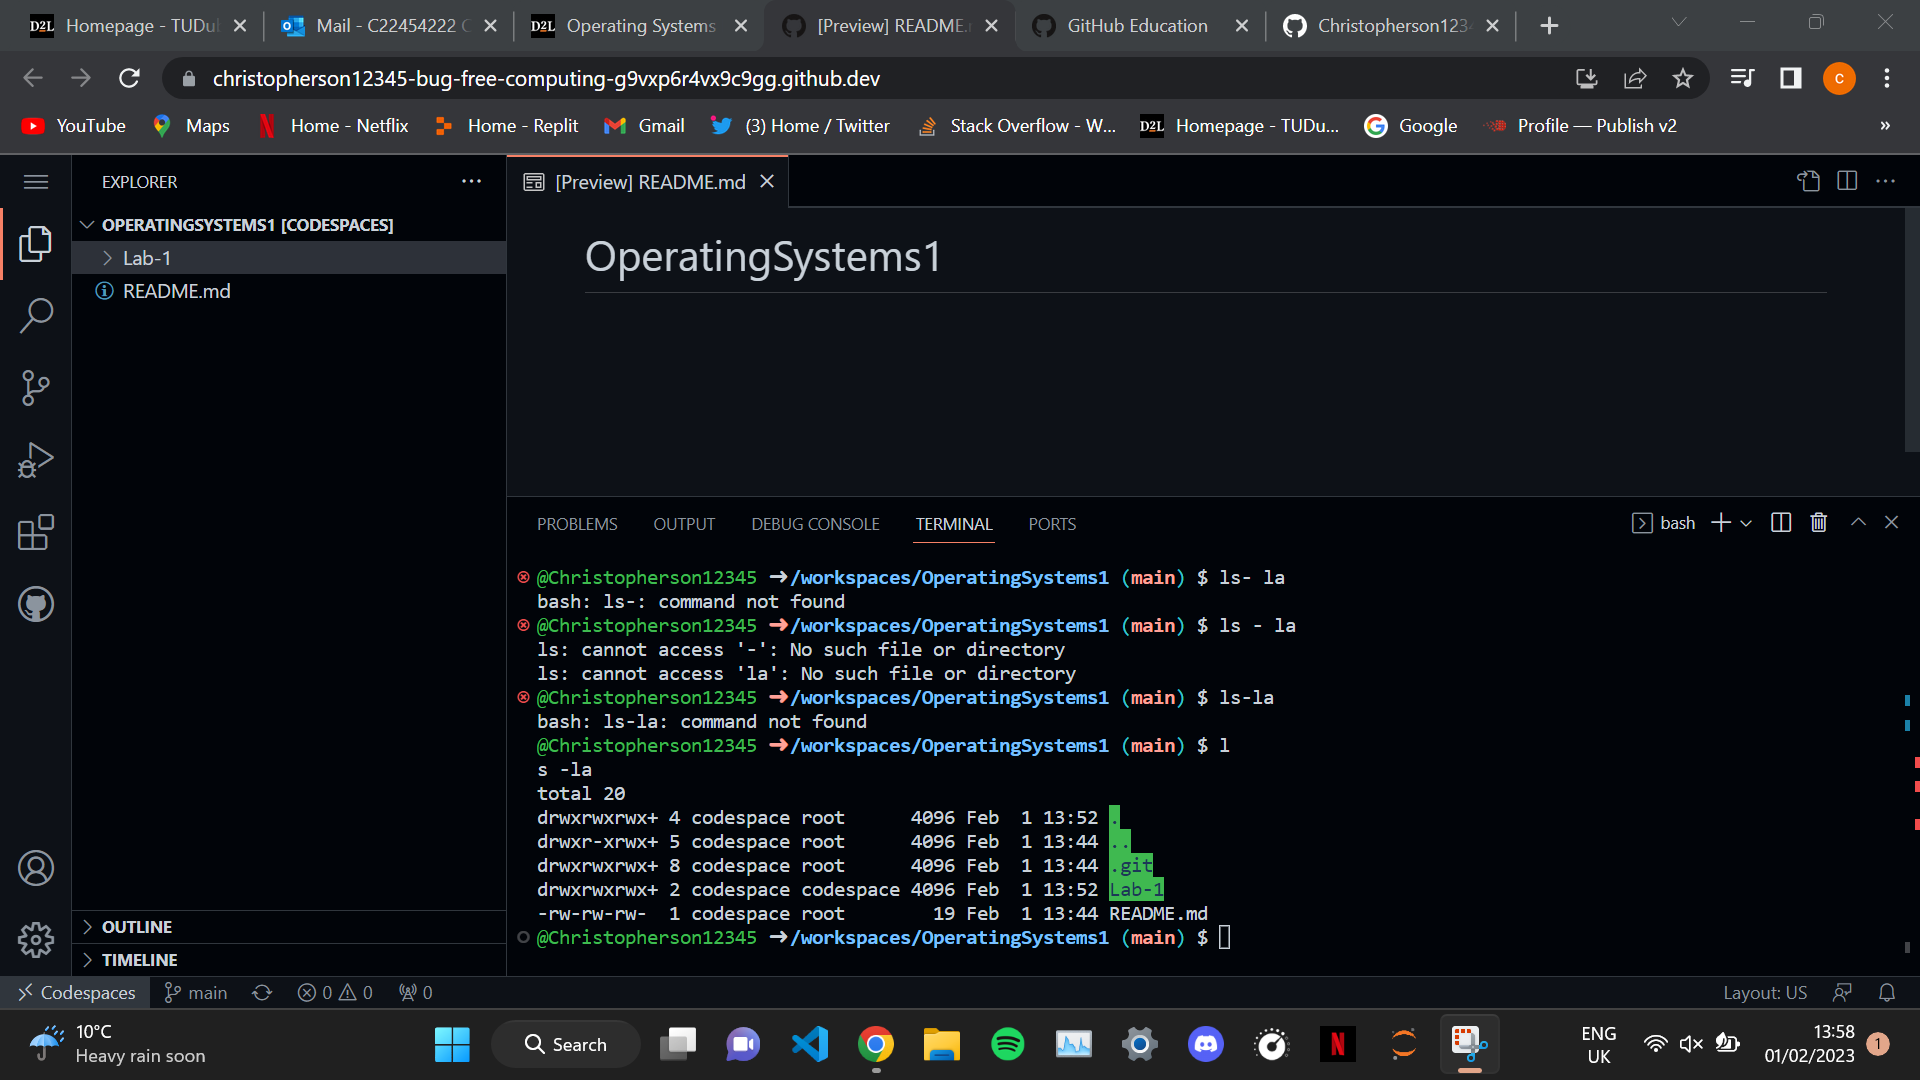 Homepage - TUDu
Mail - C22454222 C
Operating Systems
[Preview] README.
GitHub Education
Christopherson123
christopherson12345-bug-free-computing-g9vxp6r4vx9c9gg.github.dev
c
YouTube
Maps
Home - Netflix
Home - Replit
Gmail
(3) Home / Twitter
Stack Overflow - W...
D2L
Homepage - TUDu...
Google
Profile — Publish v2
»
EXPLORER
[Preview] README.md
OPERATINGSYSTEMS1 [CODESPACES]
Lab-1
README.md
OperatingSystems1
PROBLEMS
OUTPUT
DEBUG CONSOLE
TERMINAL
PORTS
bash
@Christopherson12345 ➜/workspaces/OperatingSystems1 (main) $ ls- la
bash: ls-: command not found
@Christopherson12345 ➜/workspaces/OperatingSystems1 (main) $ ls - la
ls: cannot access '-': No such file or directory
ls: cannot access 'la': No such file or directory
@Christopherson12345 ➜/workspaces/OperatingSystems1 (main) $ ls-la
bash: ls-la: command not found
@Christopherson12345 ➜/workspaces/OperatingSystems1 (main) $ l
s -la
total 20
drwxrwxrwx+ 4 codespace root      4096 Feb  1 13:52 .
drwxr-xrwx+ 5 codespace root      4096 Feb  1 13:44 ..
drwxrwxrwx+ 8 codespace root      4096 Feb  1 13:44 .git
drwxrwxrwx+ 2 codespace codespace 4096 Feb  1 13:52 Lab-1
-rw-rw-rw-  1 codespace root        19 Feb  1 13:44 README.md
@Christopherson12345 ➜/workspaces/OperatingSystems1 (main) $
OUTLINE
TIMELINE
Codespaces
main
0
0
0
Layout: US
10°C
Heavy rain soon
Search
ENG
UK
13:58
01/02/2023
1